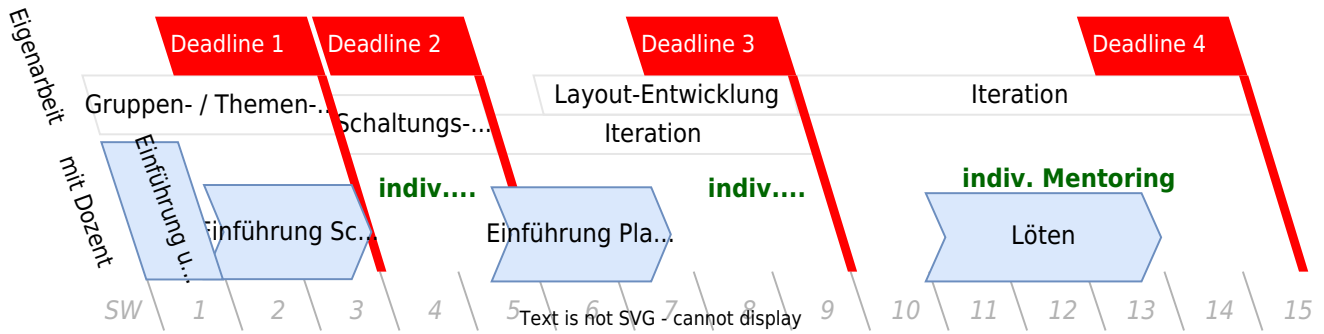 Eigenarbeit
Deadline 1
Deadline 2
Deadline 3
Deadline 4
Gruppen- / Themen-...
Schaltungs-...
Layout-Entwicklung
Iteration
Iteration
mit Dozent
Einführung u...
Einführung Sc...
indiv....
Einführung Pla...
indiv....
indiv. Mentoring
Löten
SW 1 2 3 4 5 6 7 8 9 10 11 12 13 14 15
Text is not SVG - cannot display